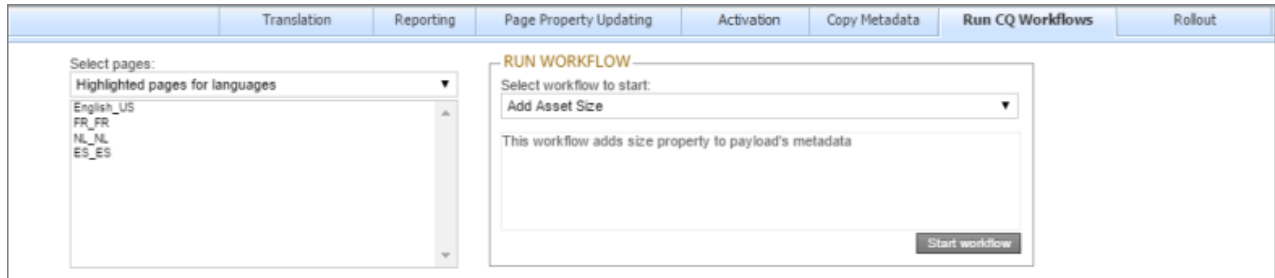 Translation Reporting Page Property Updating Activation Copy Metadata Run CQ Workflows Rollout
Select pages:
Highlighted pages for languages
English_US
FR_FR
NL_NL
ES_ES
RUN WORKFLOW
Select workflow to start:
Add Asset Size
This workflow adds size property to payload's metadata
Start workflow